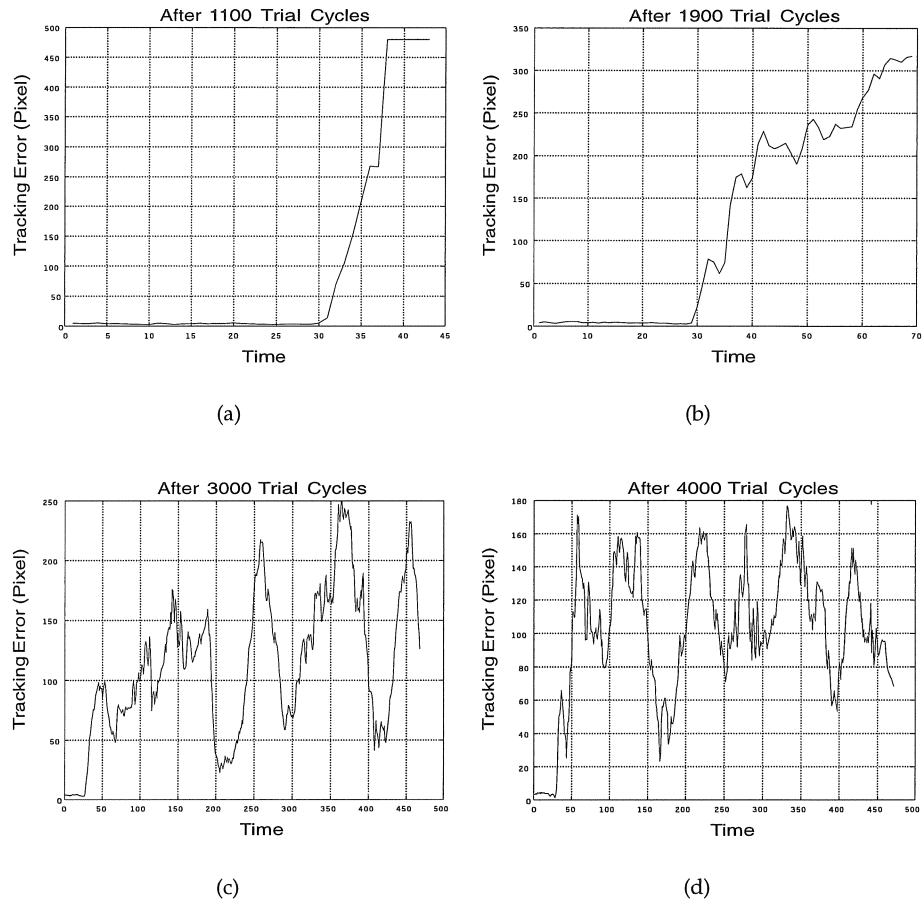 After 1100 Trial Cycles
500
450
400
350
300
250
200
150
100
50
0
Tracking Error (Pixel)
0 5 10 15 20 25 30 35 40 45
Time
(a)
After 1900 Trial Cycles
350
300
250
200
150
100
50
0
Tracking Error (Pixel)
0 10 20 30 40 50 60 70
Time
(b)
After 3000 Trial Cycles
250
200
150
100
50
0
Tracking Error (Pixel)
0 50 100 150 200 250 300 350 400 450 500
Time
(c)
After 4000 Trial Cycles
180
160
140
120
100
80
60
40
20
0
Tracking Error (Pixel)
0 50 100 150 200 250 300 350 400 450 500
Time
(d)